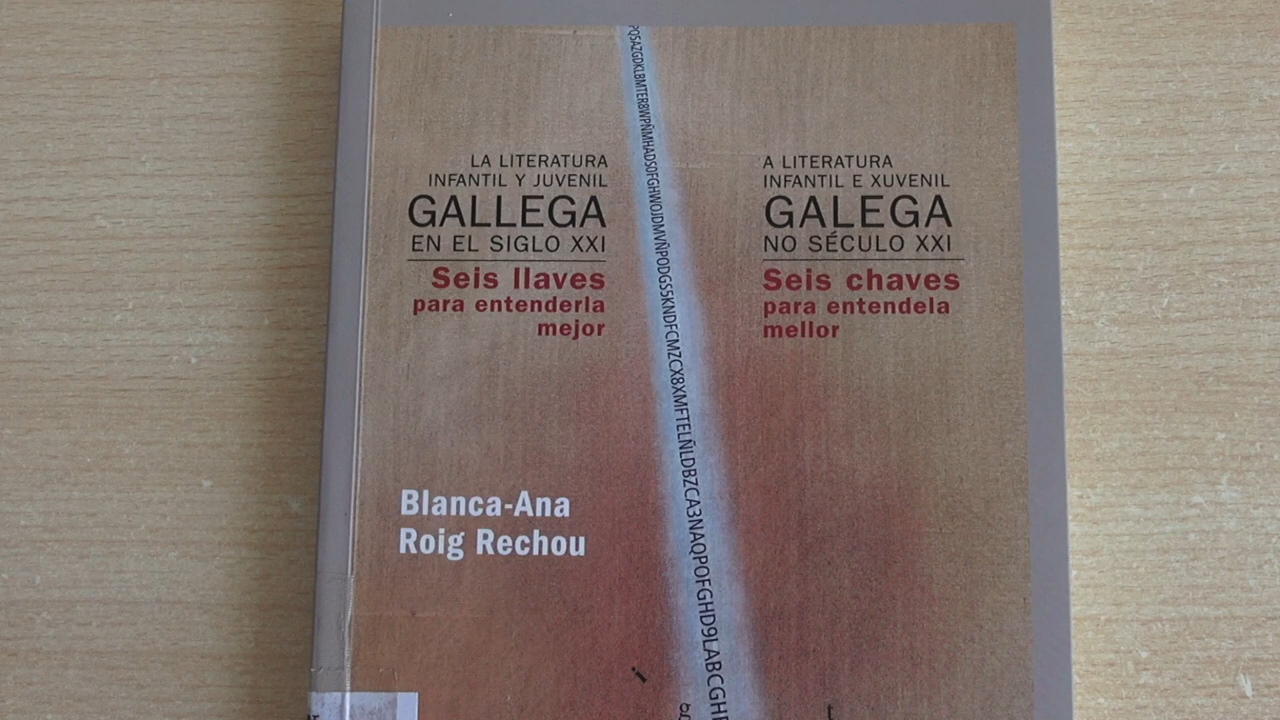 LA LITERATURA
INFANTIL Y JUVENIL
GALLEGA
EN EL SIGLO XXI
Seis llaves
para entenderla
mejor
A LITERATURA
INFANTIL E XUVENIL
GALEGA
NO SÉCULO XXI
Seis chaves
para entendela
mellor
Blanca-Ana
Roig Rechou